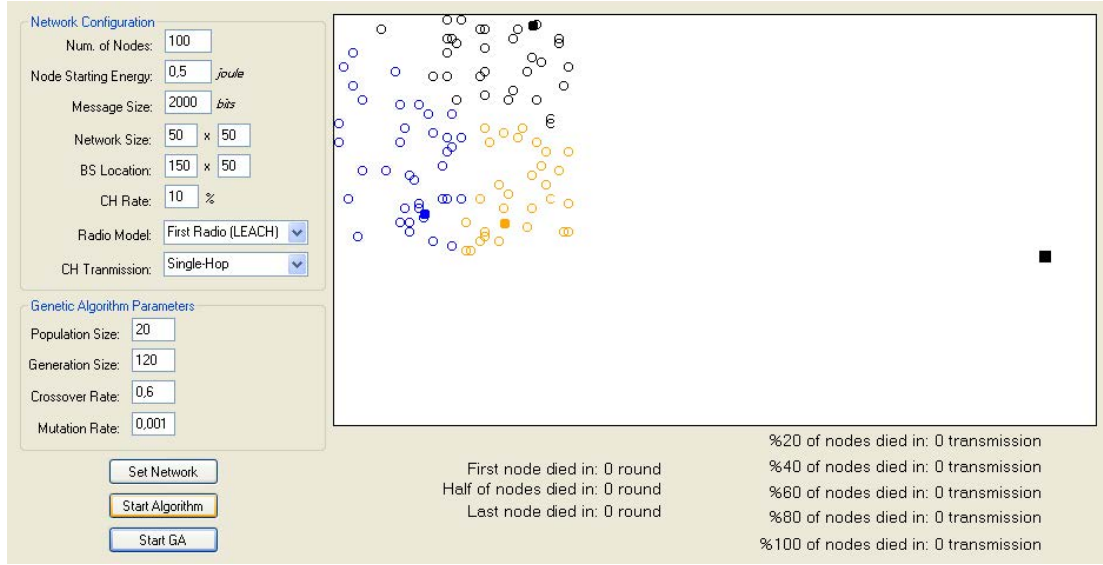 Network Configuration
Num. of Nodes: 100
Node Starting Energy: 0,5 joule
Message Size: 2000 bits
Network Size: 50 x 50
BS Location: 150 x 50
CH Rate: 10 %
Radio Model: First Radio (LEACH)
CH Tranmission: Single-Hop
Genetic Algorithm Parameters
Population Size: 20
Generation Size: 120
Crossover Rate: 0,6
Mutation Rate: 0,001
Set Network
Start Algorithm
Start GA
First node died in: 0 round
Half of nodes died in: 0 round
Last node died in: 0 round
%20 of nodes died in: 0 transmission
%40 of nodes died in: 0 transmission
%60 of nodes died in: 0 transmission
%80 of nodes died in: 0 transmission
%100 of nodes died in: 0 transmission